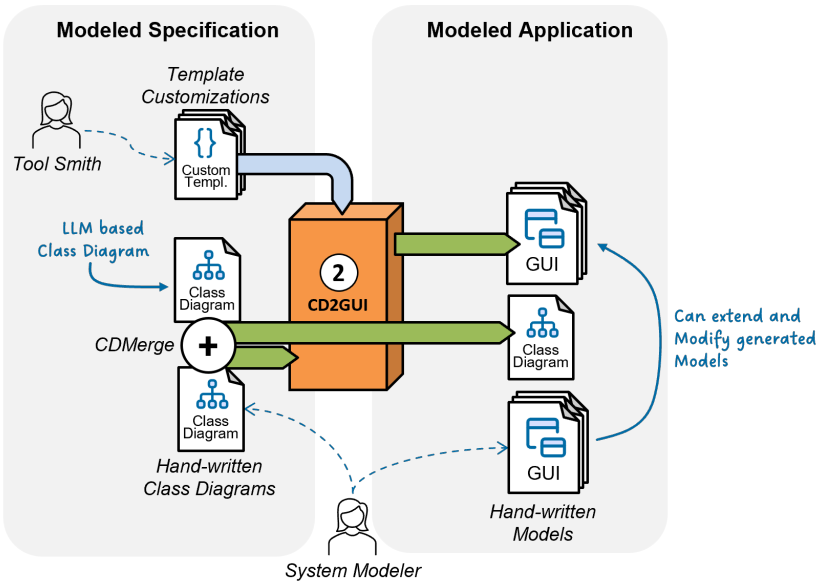 Modeled Specification
Modeled Application
Template
Customizations
Tool Smith
{}
Custom
Templ.
LLM based
Class Diagram
Class
Diagram
2
CD2GUI
GUI
CDMerge
+
Class
Diagram
Can extend and
Modify generated
Models
Class
Diagram
GUI
Hand-written
Class Diagrams
Hand-written
Models
System Modeler